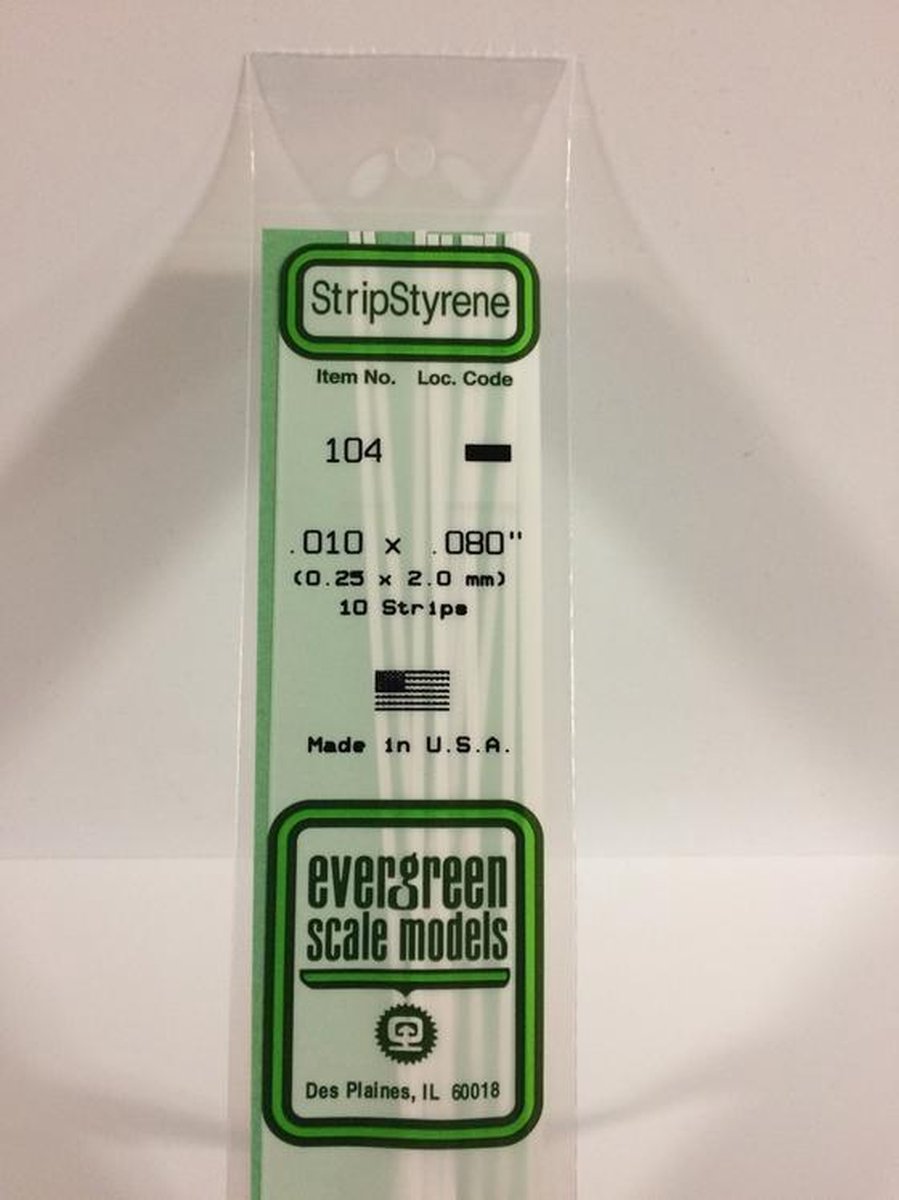 StripStyrene
Item No. Loc. Code
104
.010 x .080"
(0.25 x 2.0 mm)
10 Strips
Made in U.S.A.
evergreen
scale models
Des Plaines, IL 60018